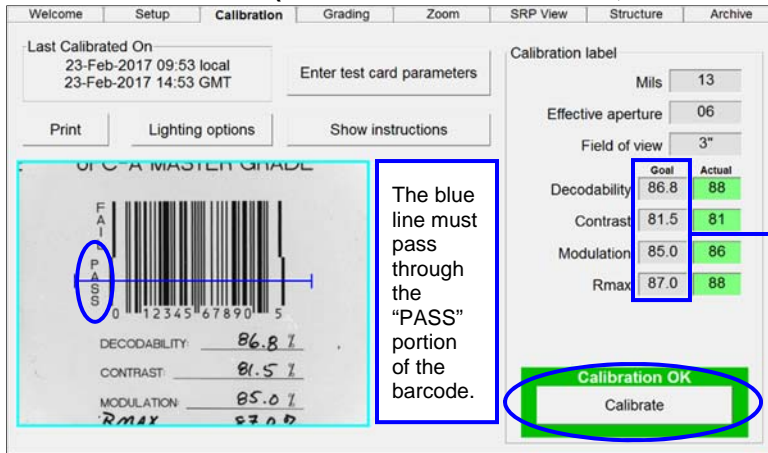 Welcome Setup Calibration Grading Zoom SRP View Structure Archive
Last Calibrated On
23-Feb-2017 09:53 local
23-Feb-2017 14:53 GMT
Enter test card parameters
Print
Lighting options
Show instructions
UPC-A MASTER GRADE
FAIL
PASS
0 12345 67890 5
DECODABILITY: 86.8 %
CONTRAST: 81.5 %
MODULATION: 85.0 %
RMAX 87.0 %
The blue
line must
pass
through
the
“PASS”
portion
of the
barcode.
Calibration label
Mils 13
Effective aperture 06
Field of view 3"
Goal Actual
Decodability 86.8 88
Contrast 81.5 81
Modulation 85.0 86
Rmax 87.0 88
Calibration OK
Calibrate